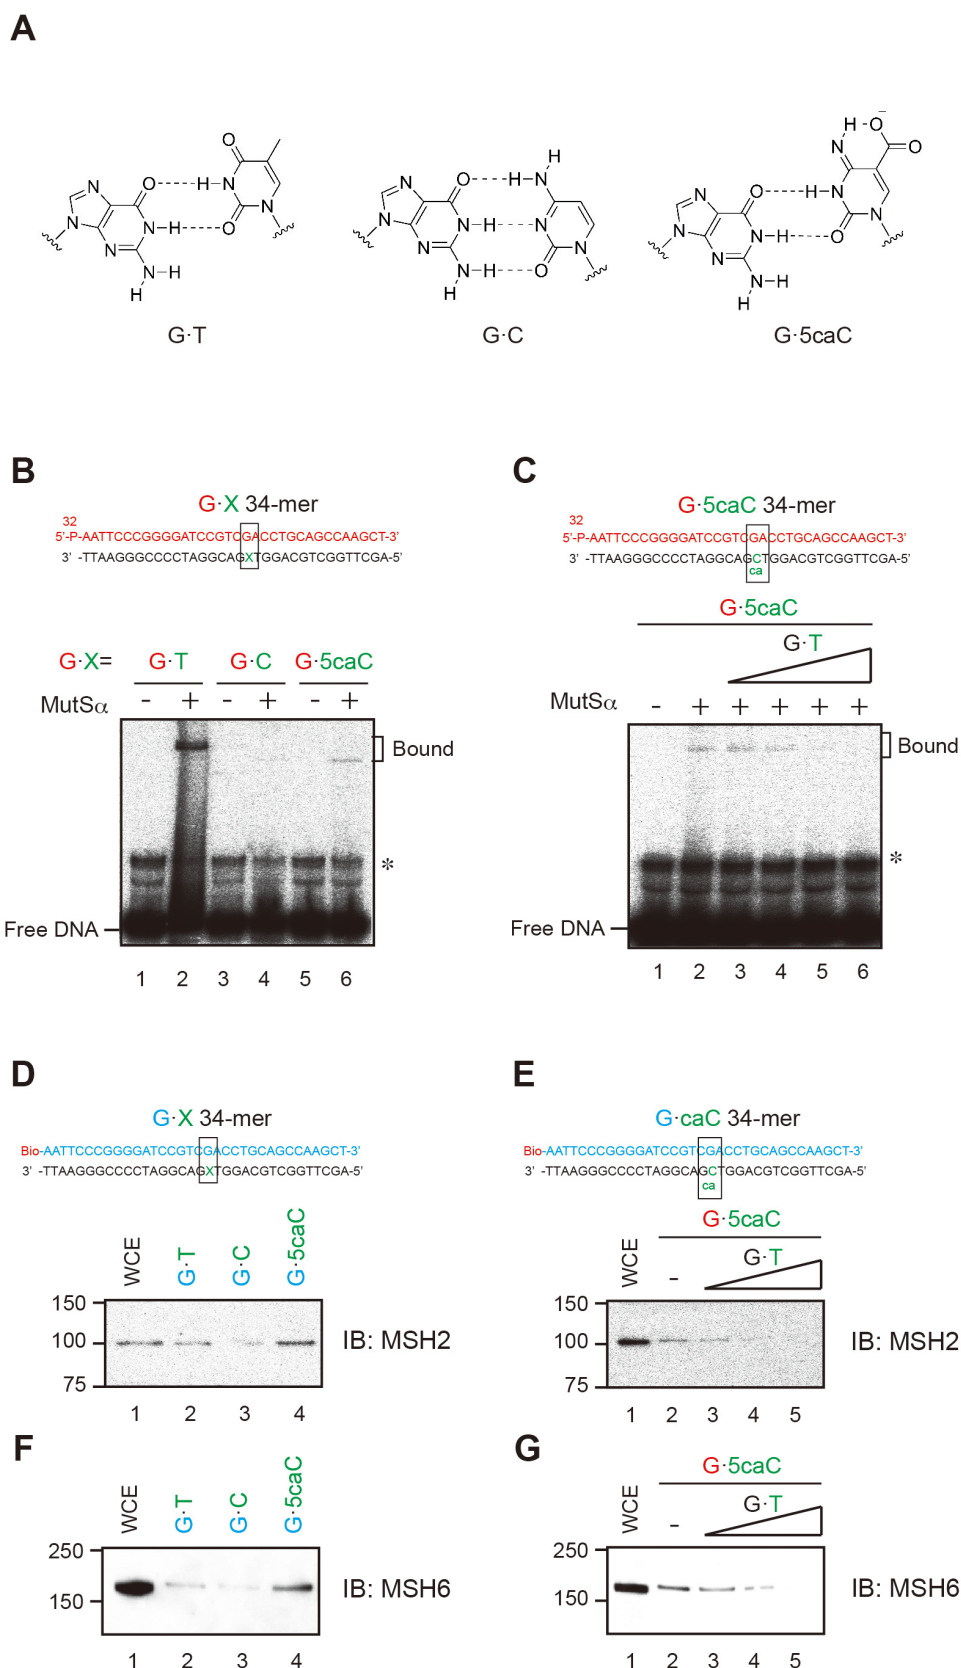 A
O
N
O
H
N
N
N
N
H
O
N
N
N
H
H
G·T
H
O
H
N
N
N
N
H
N
N
N
N
H
O
H
G·C
H
O
N
O
O
H
N
N
N
N
H
O
N
N
N
H
H
G·5caC
B
G·X 34-mer
32
5'-P-AATTCCCGGGGATCCGTCGACCTGCAGCCAAGCT-3'
3' -TTAAGGGCCCCTAGGCAGXTGGACGTCGGTTCGA-5'
G·X= G·T G·C G·5caC
MutSα - + - + - +
Bound
*
Free DNA
1 2 3 4 5 6
C
G·5caC 34-mer
32
5'-P-AATTCCCGGGGATCCGTCGACCTGCAGCCAAGCT-3'
3' -TTAAGGGCCCCTAGGCAGCTGGACGTCGGTTCGA-5'
ca
G·5caC
G·T
MutSα - + + + + +
Bound
*
Free DNA
1 2 3 4 5 6
D
G·X 34-mer
Bio-AATTCCCGGGGATCCGTCGACCTGCAGCCAAGCT-3'
3' -TTAAGGGCCCCTAGGCAGXTGGACGTCGGTTCGA-5'
WCE G·T G·C G·5caC
150
100
75
IB: MSH2
1 2 3 4
E
G·caC 34-mer
Bio-AATTCCCGGGGATCCGTCGACCTGCAGCCAAGCT-3'
3' -TTAAGGGCCCCTAGGCAGCTGGACGTCGGTTCGA-5'
ca
G·5caC
WCE - G·T
150
100
75
IB: MSH2
1 2 3 4 5
F
WCE G·T G·C G·5caC
250
150
IB: MSH6
1 2 3 4
G
G·5caC
WCE - G·T
250
150
IB: MSH6
1 2 3 4 5